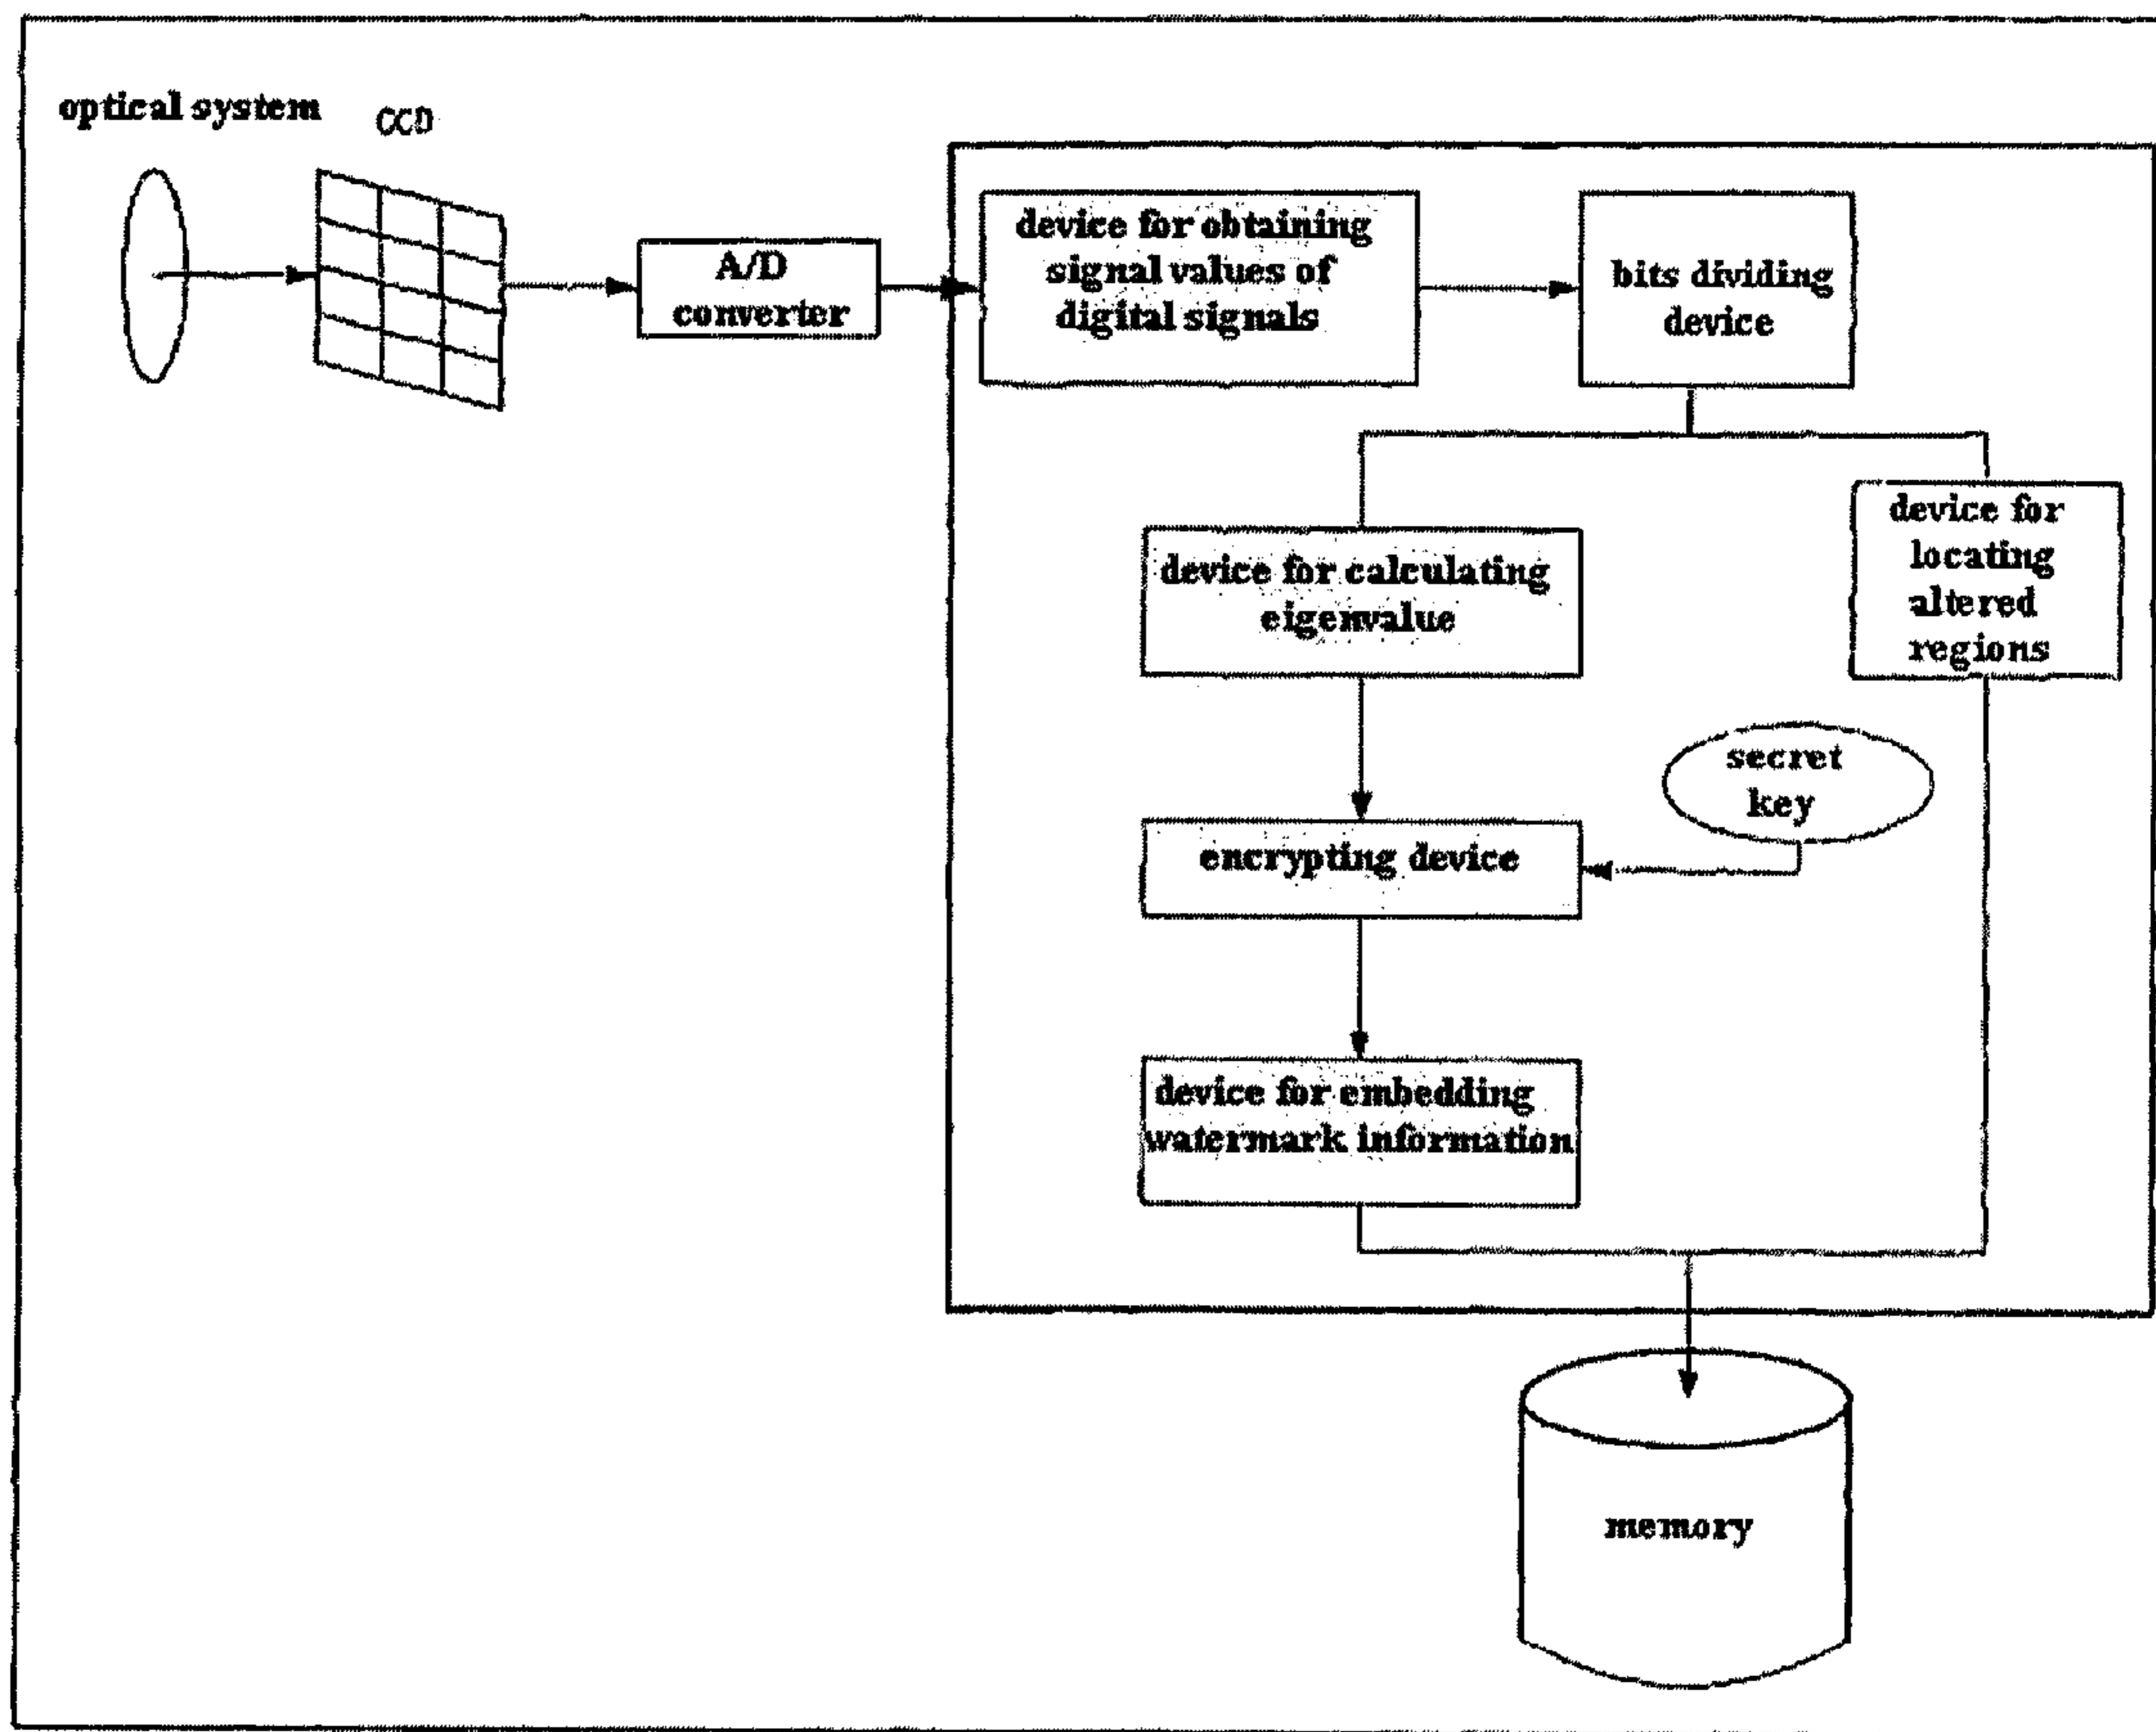 optical system
CCD
A/D
converter
device for obtaining
signal values of
digital signals
bits dividing
device
device for calculating
eigenvalue
device for
locating
altered
regions
secret
key
encrypting device
device for embedding
watermark information
memory